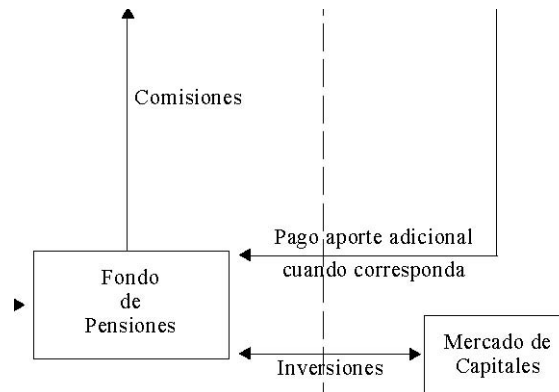 Comisiones
Pago aporte adicional
cuando corresponda
Fondo
de
Pensiones
Inversiones
Mercado de
Capitales